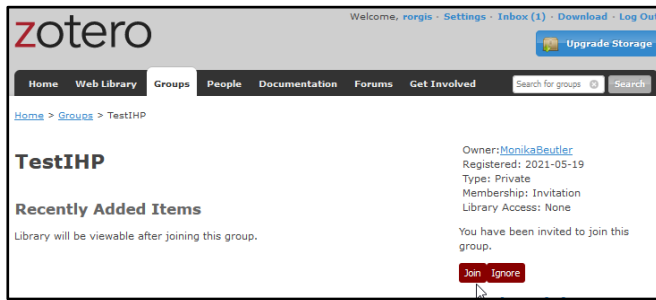 zotero
Welcome, rorgis · Settings · Inbox (1) · Download · Log Out
Upgrade Storage
Home Web Library Groups People Documentation Forums Get Involved Search for groups Search
Home > Groups > TestIHP
TestIHP
Owner:MonikaBeutler
Registered: 2021-05-19
Type: Private
Membership: Invitation
Library Access: None
Recently Added Items
Library will be viewable after joining this group.
You have been invited to join this
group.
Join Ignore